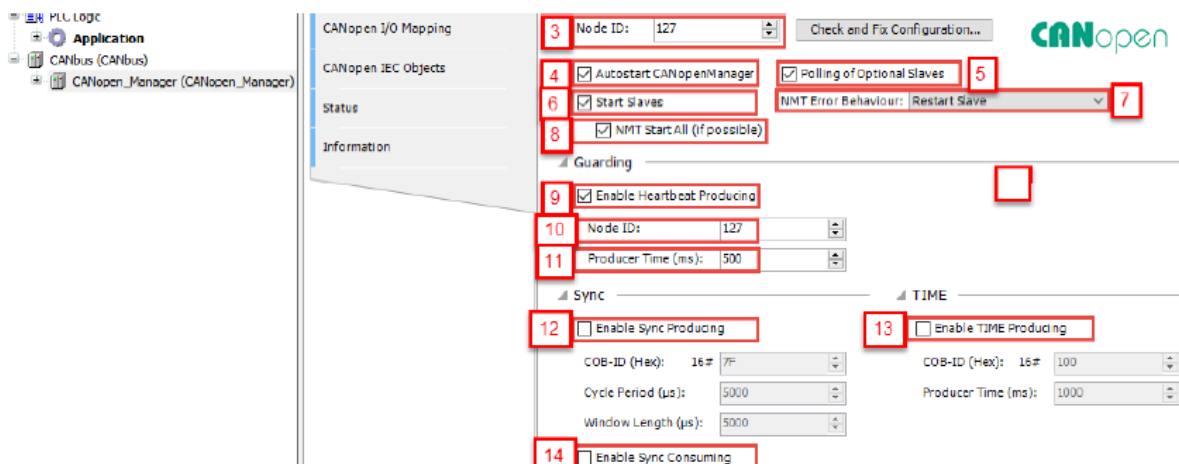 PLC Logic
Application
CANbus (CANbus)
CANopen_Manager (CANopen_Manager)
CANopen I/O Mapping
CANopen IEC Objects
Status
Information
3 Node ID: 127 Check and Fix Configuration... CANopen
4 Autostart CANopenManager Polling of Optional Slaves 5
6 Start Slaves NMT Error Behaviour: Restart Slave 7
8 NMT Start All (if possible)
Guarding
9 Enable Heartbeat Producing
10 Node ID: 127
11 Producer Time (ms): 500
Sync TIME
12 Enable Sync Producing 13 Enable TIME Producing
COB-ID (Hex): 16# 7F COB-ID (Hex): 16# 100
Cycle Period (µs): 5000 Producer Time (ms): 1000
Window Length (µs): 5000
14 Enable Sync Consuming